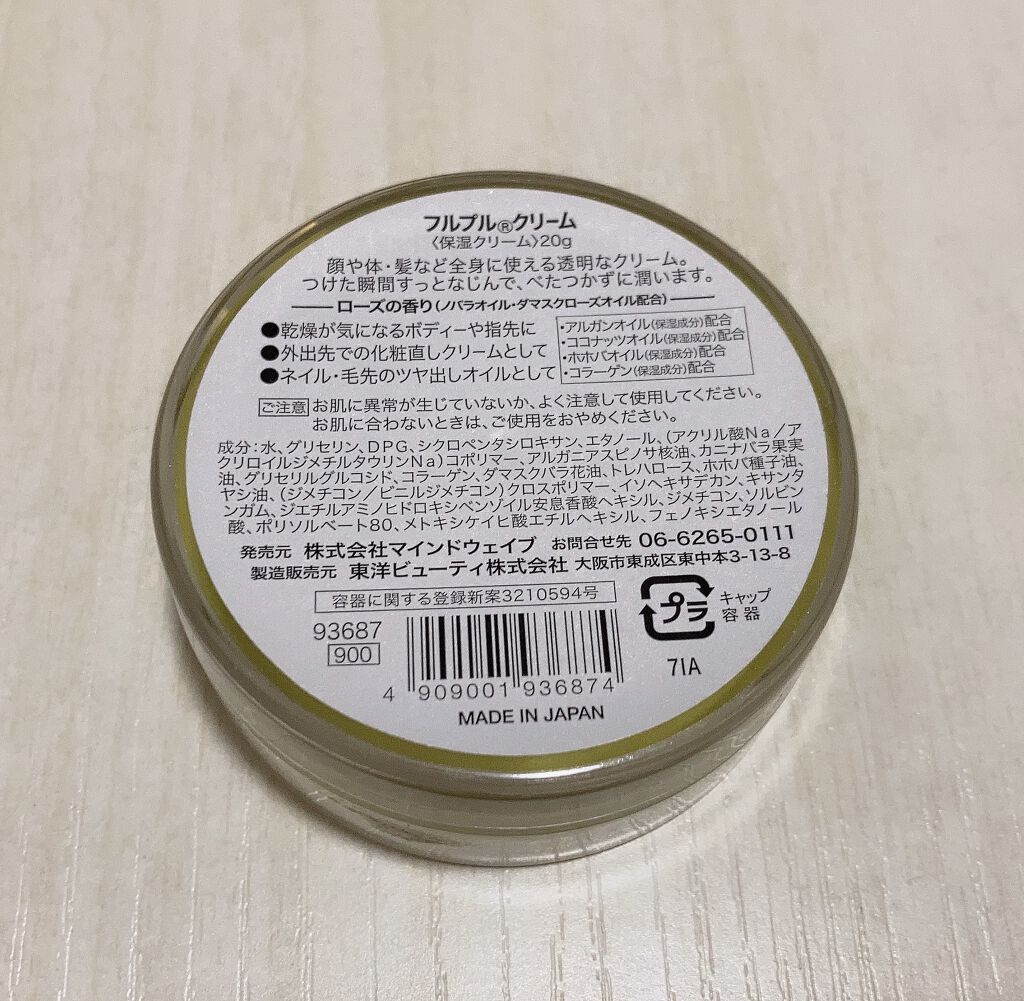 フルプル®クリーム
〈保湿クリーム〉20g
顔や体・髪など全身に使える透明なクリーム。
つけた瞬間すっとなじんで、べたつかずに潤います。
ローズの香り(ノバラオイル・ダマスクローズオイル配合)
●乾燥が気になるボディーや指先に
●外出先での化粧直しクリームとして
●ネイル・毛先のツヤ出しオイルとして
・アルガンオイル(保湿成分)配合
・ココナッツオイル(保湿成分)配合
・ホホバオイル(保湿成分)配合
・コラーゲン(保湿成分)配合
ご注意 お肌に異常が生じていないか、よく注意して使用してください。
お肌に合わないときは、ご使用をおやめください。
成分:水、グリセリン、DPG、シクロペンタシロキサン、エタノール、(アクリル酸Na/ア
クリロイルジメチルタウリンNa)コポリマー、アルガニアスピノサ核油、カニナバラ果実
油、グリセリルグルコシド、コラーゲン、ダマスクバラ花油、トレハロース、ホホバ種子油、
ヤシ油、(ジメチコン/ビニルジメチコン)クロスポリマー、イソヘキサデカン、キサンタ
ンガム、ジエチルアミノヒドロキシベンゾイル安息香酸ヘキシル、ジメチコン、ソルビン
酸、ポリソルベート80、メトキシケイヒ酸エチルヘキシル、フェノキシエタノール
発売元 株式会社マインドウェイブ お問合せ先 06-6265-0111
製造販売元 東洋ビューティ株式会社 大阪市東成区東中本3-13-8
容器に関する登録新案3210594号
93687
900
4 909001 936874
MADE IN JAPAN
プラ
キャップ
容器
71A